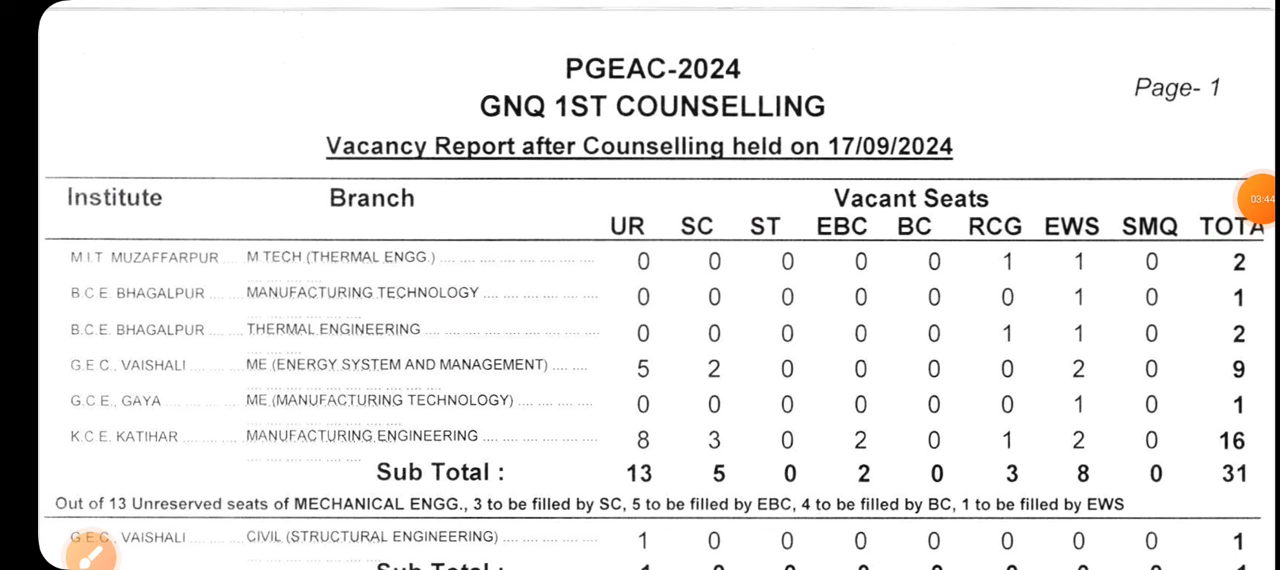 PGEAC-2024
Page- 1
GNQ 1ST COUNSELLING
Vacancy Report after Counselling held on 17/09/2024
Institute Branch Vacant Seats
UR SC ST EBC BC RCG EWS SMQ TOTA
03:44
M.I.T MUZAFFARPUR M.TECH (THERMAL ENGG.) 0 0 0 0 0 1 1 0 2
B.C.E. BHAGALPUR MANUFACTURING TECHNOLOGY 0 0 0 0 0 0 1 0 1
B.C.E. BHAGALPUR THERMAL ENGINEERING 0 0 0 0 0 1 1 0 2
G.E.C., VAISHALI ME (ENERGY SYSTEM AND MANAGEMENT) 5 2 0 0 0 0 2 0 9
G.C.E., GAYA ME (MANUFACTURING TECHNOLOGY) 0 0 0 0 0 0 1 0 1
K.C.E. KATIHAR MANUFACTURING ENGINEERING 8 3 0 2 0 1 2 0 16
Sub Total : 13 5 0 2 0 3 8 0 31
Out of 13 Unreserved seats of MECHANICAL ENGG., 3 to be filled by SC, 5 to be filled by EBC, 4 to be filled by BC, 1 to be filled by EWS
G.E.C., VAISHALI CIVIL (STRUCTURAL ENGINEERING) 1 0 0 0 0 0 0 0 1
Sub Total :